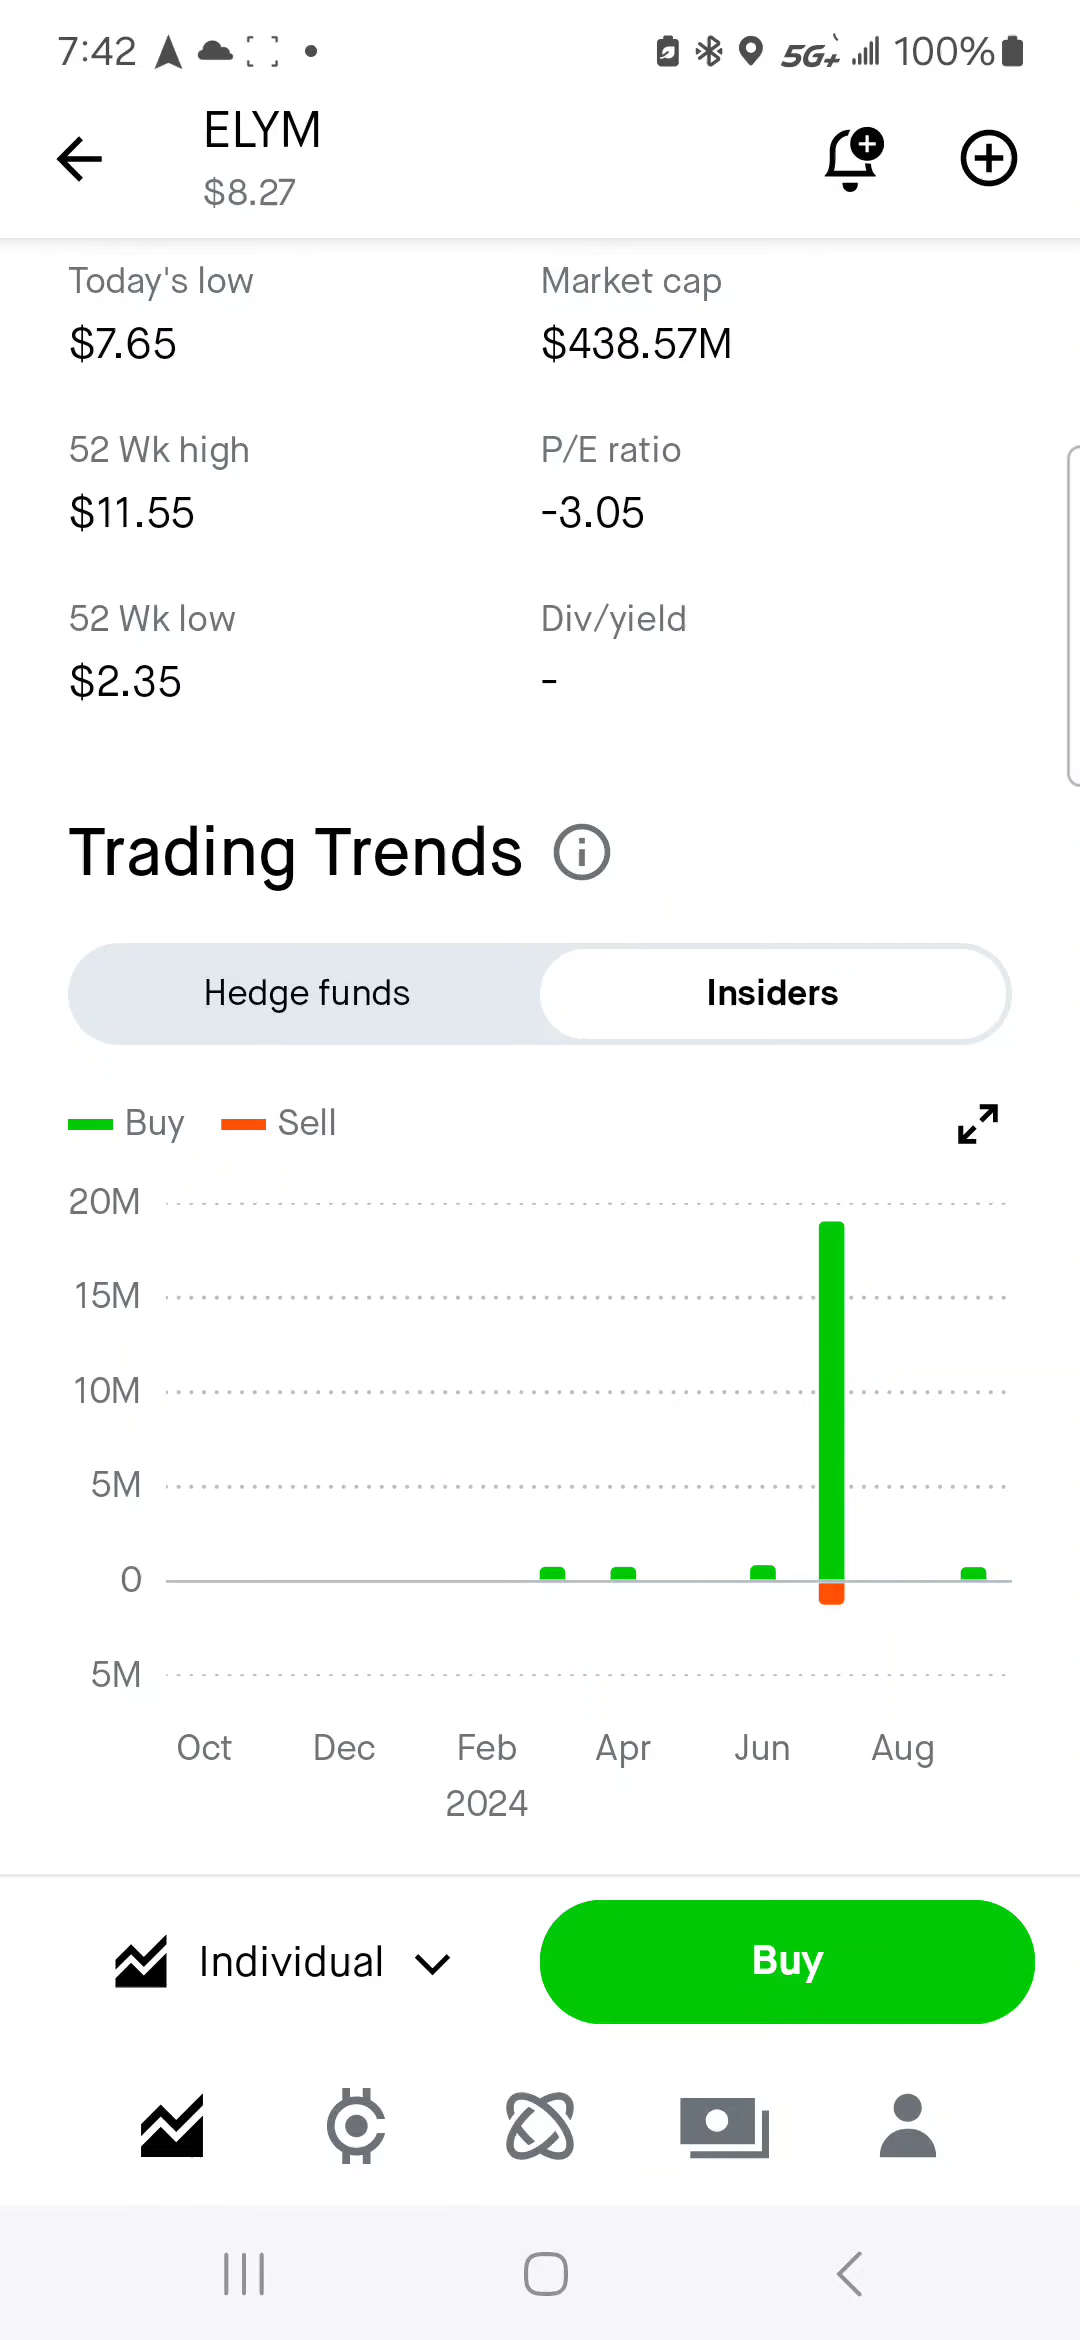 7:42 5G+ 100%
ELYM
$8.27
Today's low Market cap
$7.65 $438.57M
52 Wk high P/E ratio
$11.55 -3.05
52 Wk low Div/yield
$2.35 -
Trading Trends
Hedge funds Insiders
Buy Sell
20M
15M
10M
5M
0
5M
Oct Dec Feb Apr Jun Aug
2024
Individual Buy